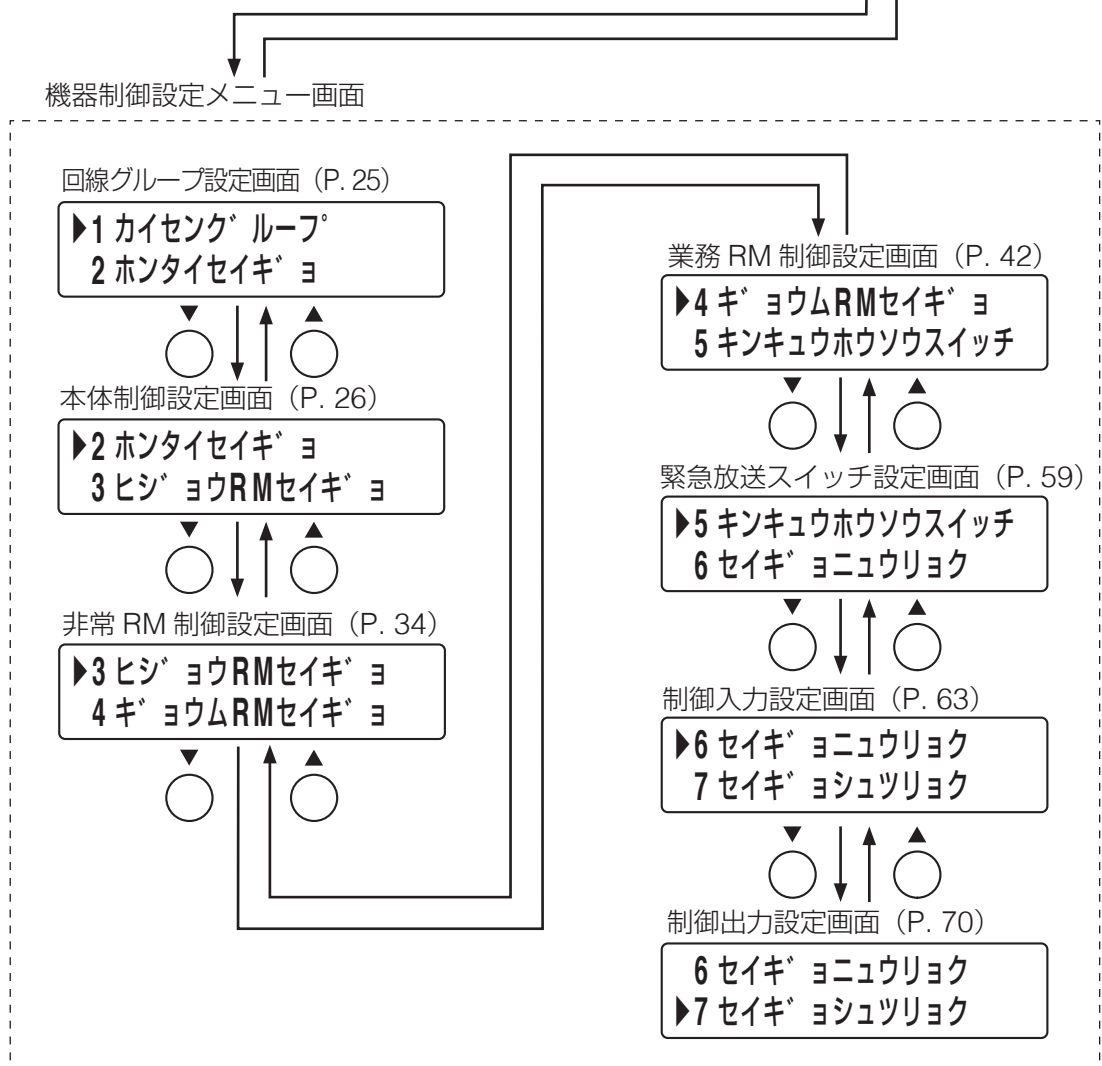 機器制御設定メニュー画面
回線グループ設定画面（P. 25）
▶1 カイセンク゛ルーフ゜
2 ホンタイセイキ゛ョ
▼ ▲
本体制御設定画面（P. 26）
▶2 ホンタイセイキ゛ョ
3 ヒシ゛ョウRMセイキ゛ョ
▼ ▲
非常 RM 制御設定画面（P. 34）
▶3 ヒシ゛ョウRMセイキ゛ョ
4 キ゛ョウムRMセイキ゛ョ
▼ ▲
業務 RM 制御設定画面（P. 42）
▶4 キ゛ョウムRMセイキ゛ョ
5 キンキュウホウソウスイッチ
▼ ▲
緊急放送スイッチ設定画面（P. 59）
▶5 キンキュウホウソウスイッチ
6 セイキ゛ョニュウリョク
▼ ▲
制御入力設定画面（P. 63）
▶6 セイキ゛ョニュウリョク
7 セイキ゛ョシュツリョク
▼ ▲
制御出力設定画面（P. 70）
6 セイキ゛ョニュウリョク
▶7 セイキ゛ョシュツリョク